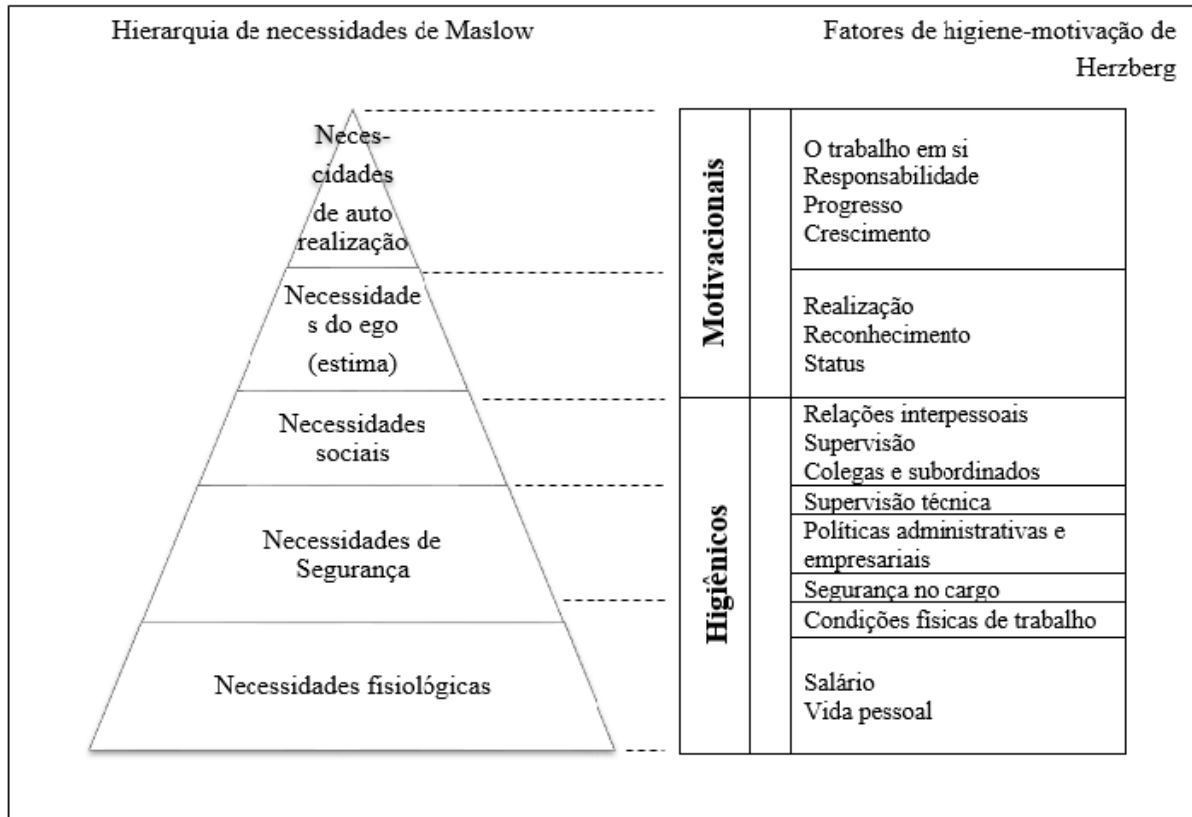 Hierarquia de necessidades de Maslow
Fatores de higiene-motivação de
Herzberg
Neces-
cidades
de auto
realização
Necessidade
s do ego
(estima)
Necessidades
sociais
Necessidades de
Segurança
Necessidades fisiológicas
Motivacionais
O trabalho em si
Responsabilidade
Progresso
Crescimento
Realização
Reconhecimento
Status
Higiênicos
Relações interpessoais
Supervisão
Colegas e subordinados
Supervisão técnica
Políticas administrativas e
empresariais
Segurança no cargo
Condições físicas de trabalho
Salário
Vida pessoal